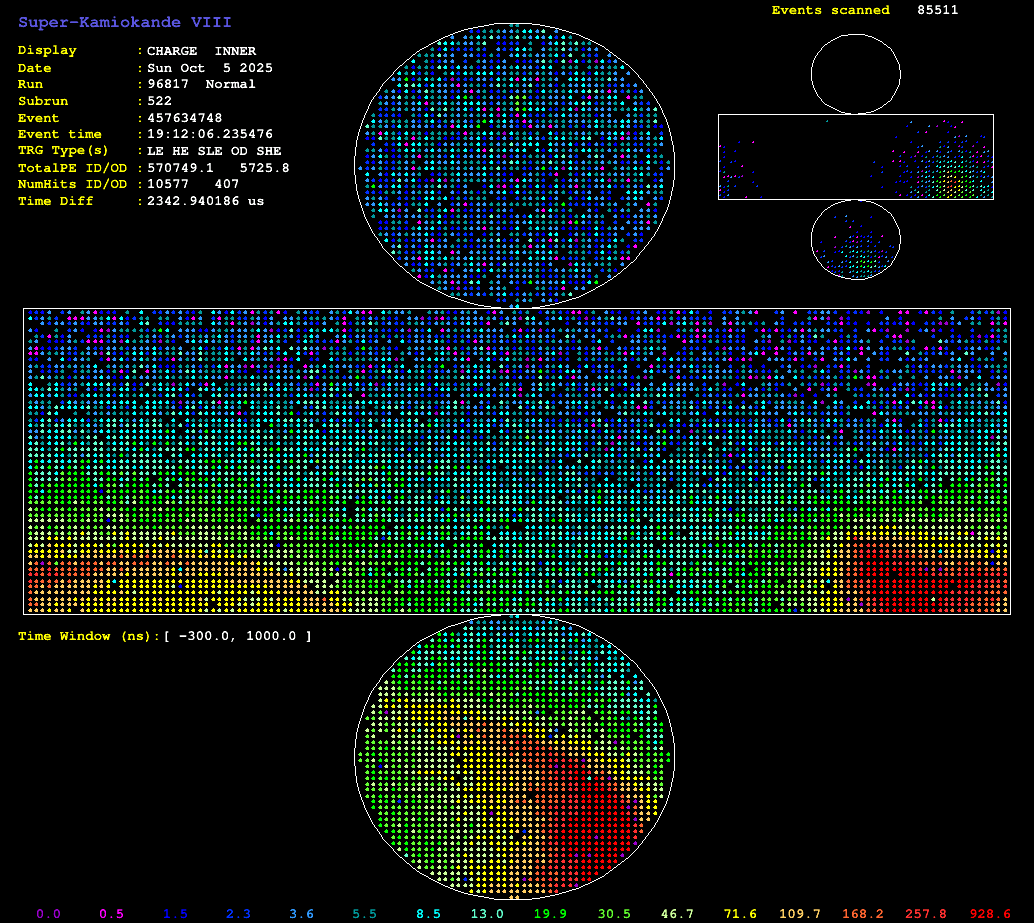 Super-Kamiokande VIII
Events scanned 85511
Display : CHARGE INNER
Date : Sun Oct 5 2025
Run : 96817 Normal
Subrun : 522
Event : 457634748
Event time : 19:12:06.235476
TRG Type(s) : LE HE SLE OD SHE
TotalPE ID/OD : 570749.1 5725.8
NumHits ID/OD : 10577 407
Time Diff : 2342.940186 us
Time Window (ns):[ -300.0, 1000.0 ]
0.0 0.5 1.5 2.3 3.6 5.5 8.5 13.0 19.9 30.5 46.7 71.6 109.7 168.2 257.8 928.6